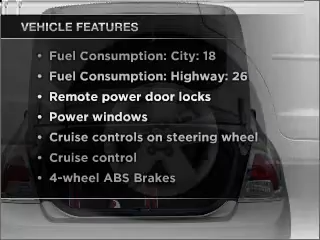 VEHICLE FEATURES
• Fuel Consumption: City: 18
• Fuel Consumption: Highway: 26
• Remote power door locks
• Power windows
• Cruise controls on steering wheel
• Cruise control
• 4-wheel ABS Brakes